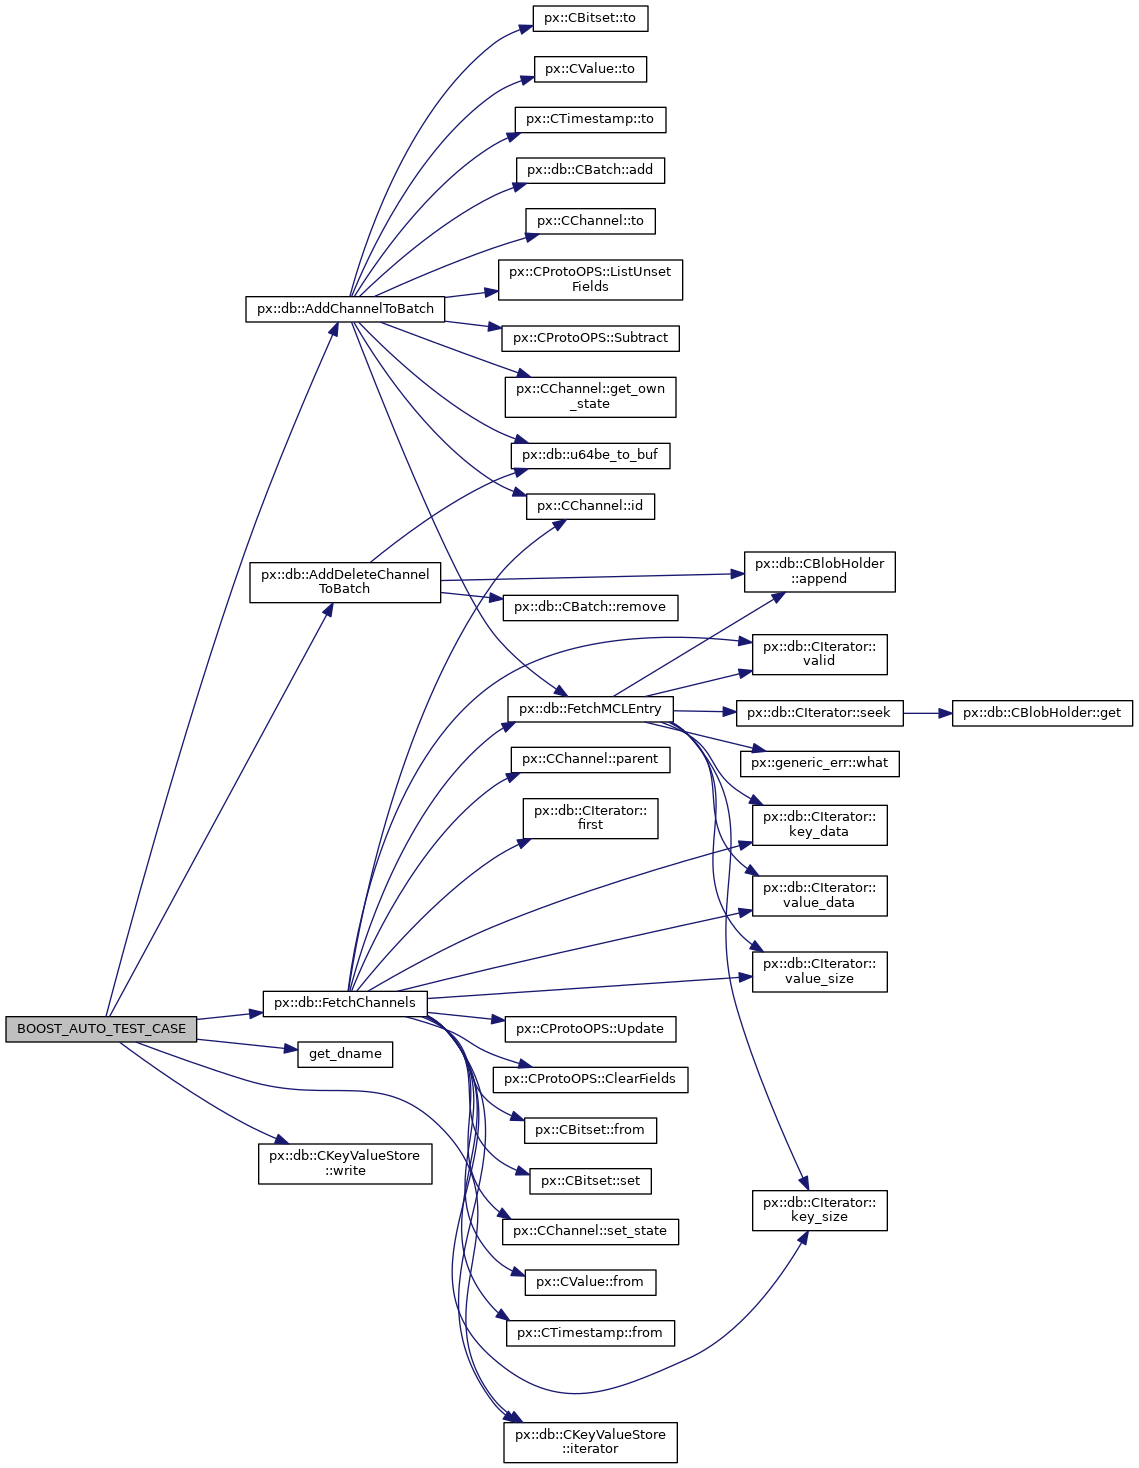 px::CBitset::to
px::CValue::to
px::CTimestamp::to
px::db::CBatch::add
px::CChannel::to
px::CProtoOPS::ListUnset
Fields
px::db::AddChannelToBatch
px::CProtoOPS::Subtract
px::CChannel::get_own
_state
px::db::u64be_to_buf
px::CChannel::id
px::db::AddDeleteChannel
ToBatch
px::db::CBlobHolder
::append
px::db::CBatch::remove
px::db::CIterator::
valid
px::db::FetchMCLEntry
px::db::CIterator::seek
px::db::CBlobHolder::get
px::CChannel::parent
px::generic_err::what
px::db::CIterator::
first
px::db::CIterator::
key_data
px::db::CIterator::
value_data
px::db::CIterator::
value_size
px::db::FetchChannels
BOOST_AUTO_TEST_CASE
px::CProtoOPS::Update
get_dname
px::CProtoOPS::ClearFields
px::CBitset::from
px::db::CKeyValueStore
::write
px::CBitset::set
px::db::CIterator::
key_size
px::CChannel::set_state
px::CValue::from
px::CTimestamp::from
px::db::CKeyValueStore
::iterator